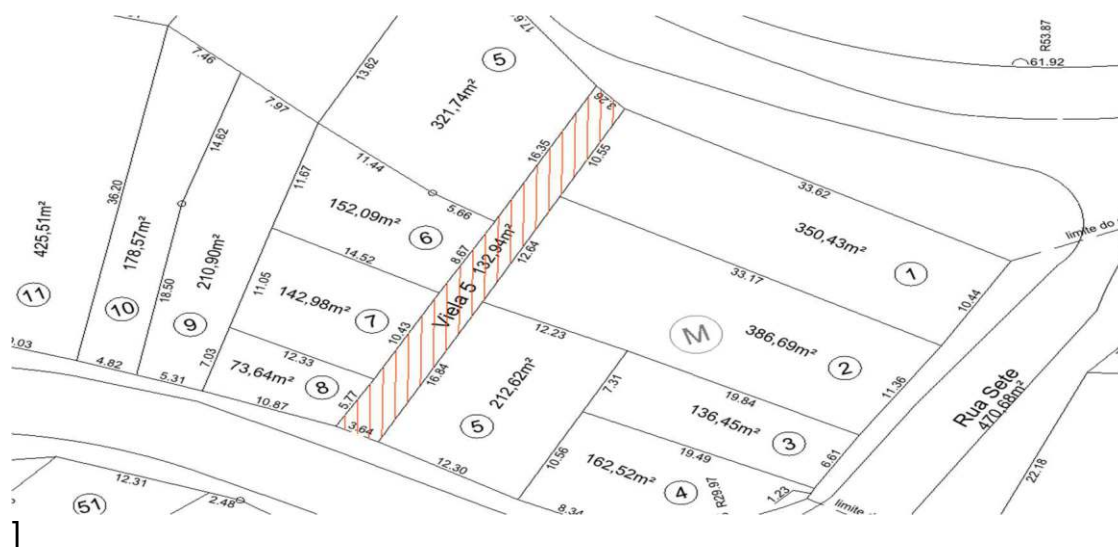 R53.87
61.92
17.6
7.46
7.97
13.62
5
321,74m²
3.26
14.62
36.20
11.44
11.67
16.35
10.55
33.62
5.66
152,09m²
6
350,43m²
1
limite do
425,51m²
178,57m²
210,90m²
18.50
8.67
132,94m²
12.64
33.17
10.44
14.52
11.05
142,98m²
7
10.43
Viela 5
11
10
9
12.23
M
386,69m²
2
12.33
7.03
73,64m²
8
5.77
16.84
7.31
19.84
11.36
Rua Sete
470,68m²
4.82
5.31
10.87
3.64
212,62m²
5
136,45m²
3
12.30
10.56
19.49
6.61
162,52m²
4
R29.97
1.23
22.18
8.34
12.31
2.48
51
]